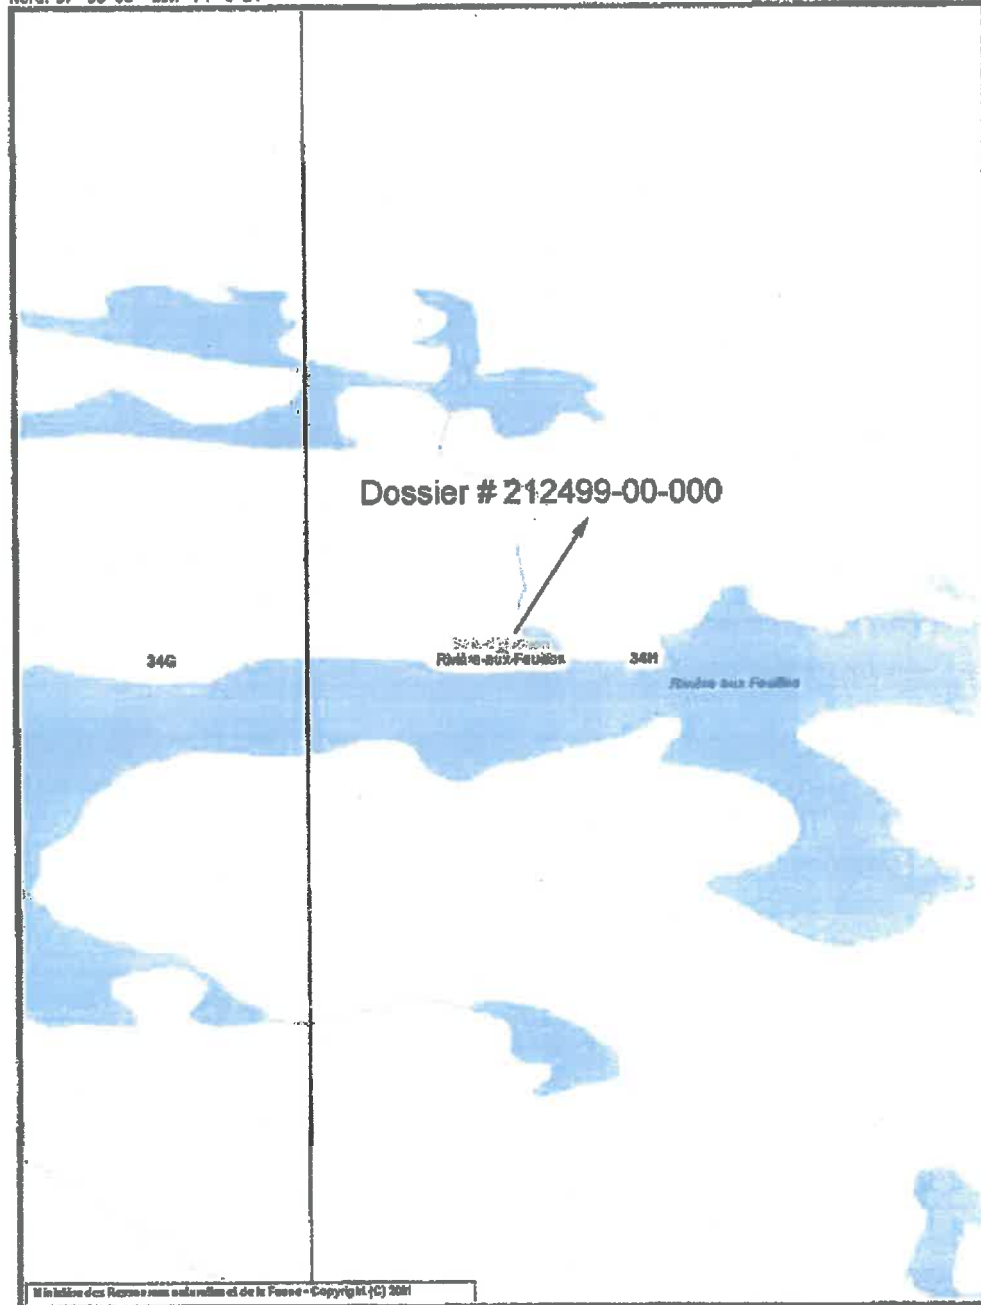 Dossier # 212499-00-000
34G
Rivière-aux-Feuilles
34H
Rivière aux Feuilles
Ministère des Ressources naturelles et de la Faune - Copyright (C) 2001